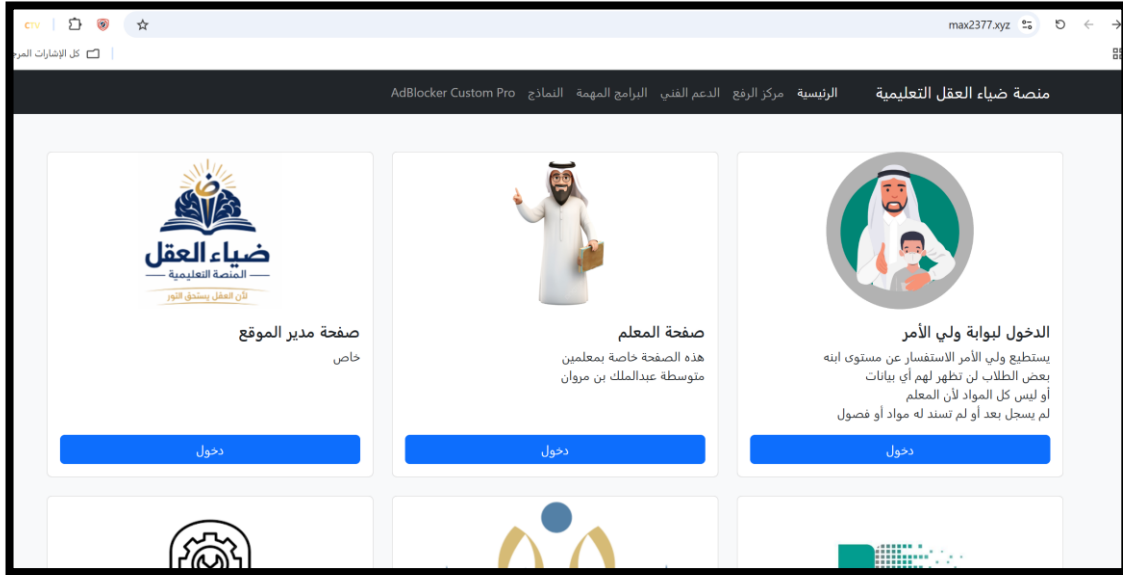 max2377.xyz
CTV
كل الإشارات المرج
منصة ضياء العقل التعليمية
الرئيسية مركز الرفع الدعم الفني البرامج المهمة النماذج AdBlocker Custom Pro
الدخول لبوابة ولي الأمر
يستطيع ولي الأمر الاستفسار عن مستوى ابنه
بعض الطلاب لن تظهر لهم أي بيانات
أو ليس كل المواد لأن المعلم
لم يسجل بعد أو لم تسند له مواد أو فصول
دخول
صفحة المعلم
هذه الصفحة خاصة بمعلمين
متوسطة عبدالملك بن مروان
دخول
ض
ضياء العقل
المنصة التعليمية
لأن العقل يستحق النور
صفحة مدير الموقع
خاص
دخول